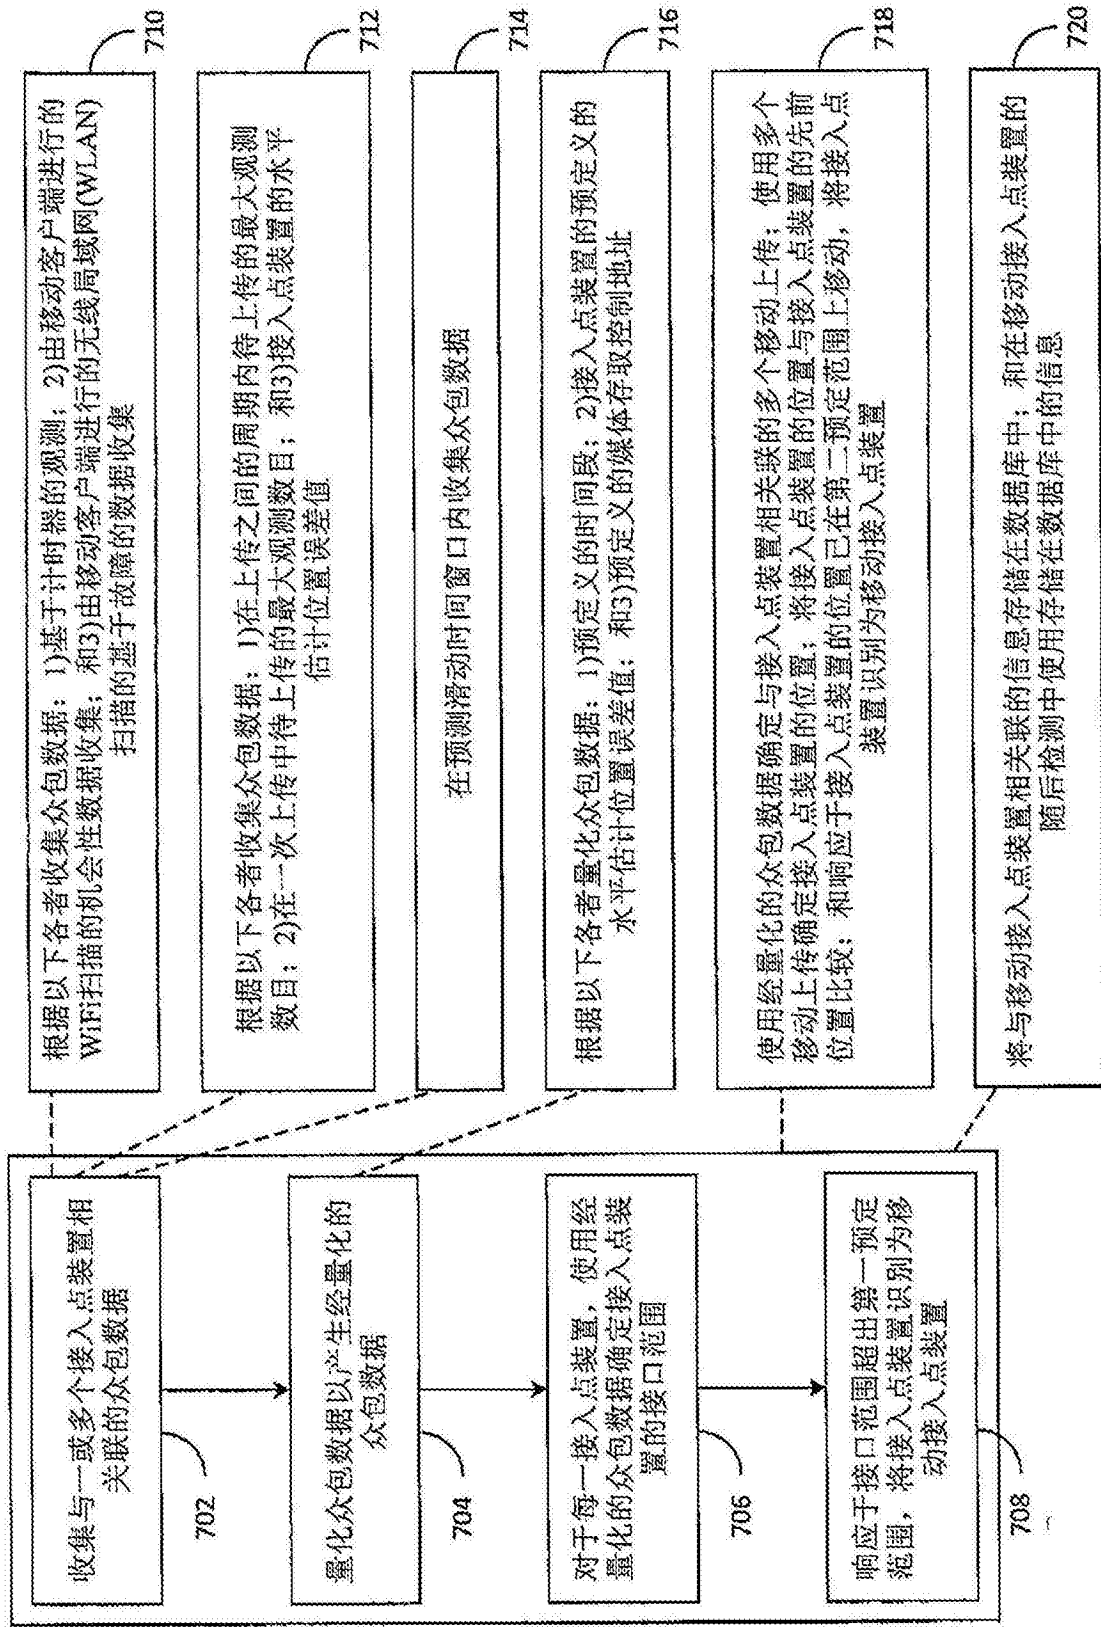 收集与一或多个接入点装置相
关联的众包数据
702
量化众包数据以产生经量化的
众包数据
704
对于每一接入点装置，使用经
量化的众包数据确定接入点装
置的接口范围
706
响应于接口范围超出第一预定
范围，将接入点装置识别为移
动接入点装置
708
根据以下各者收集众包数据：1)基于计时器的观测；2)由移动客户端进行的
WiFi扫描的机会性数据收集；和3)由移动客户端进行的无线局域网(WLAN)
扫描的基于故障的数据收集
710
根据以下各者收集众包数据：1)在上传之间的周期内待上传的最大观测
数目；2)在一次上传中待上传的最大观测数目；和3)接入点装置的水平
估计位置误差值
712
在预测滑动时间窗口内收集众包数据
714
根据以下各者量化众包数据：1)预定义的时间段；2)接入点装置的预定义的
水平估计位置误差值；和3)预定义的媒体存取控制地址
716
使用经量化的众包数据确定与接入点装置相关联的多个移动上传；使用多个
移动上传确定接入点装置的位置；将接入点装置的位置与接入点装置的先前
位置比较；和响应于接入点装置的位置已在第二预定范围上移动，将接入点
装置识别为移动接入点装置
718
将与移动接入点装置相关联的信息存储在数据库中；和在移动接入点装置的
随后检测中使用存储在数据库中的信息
720